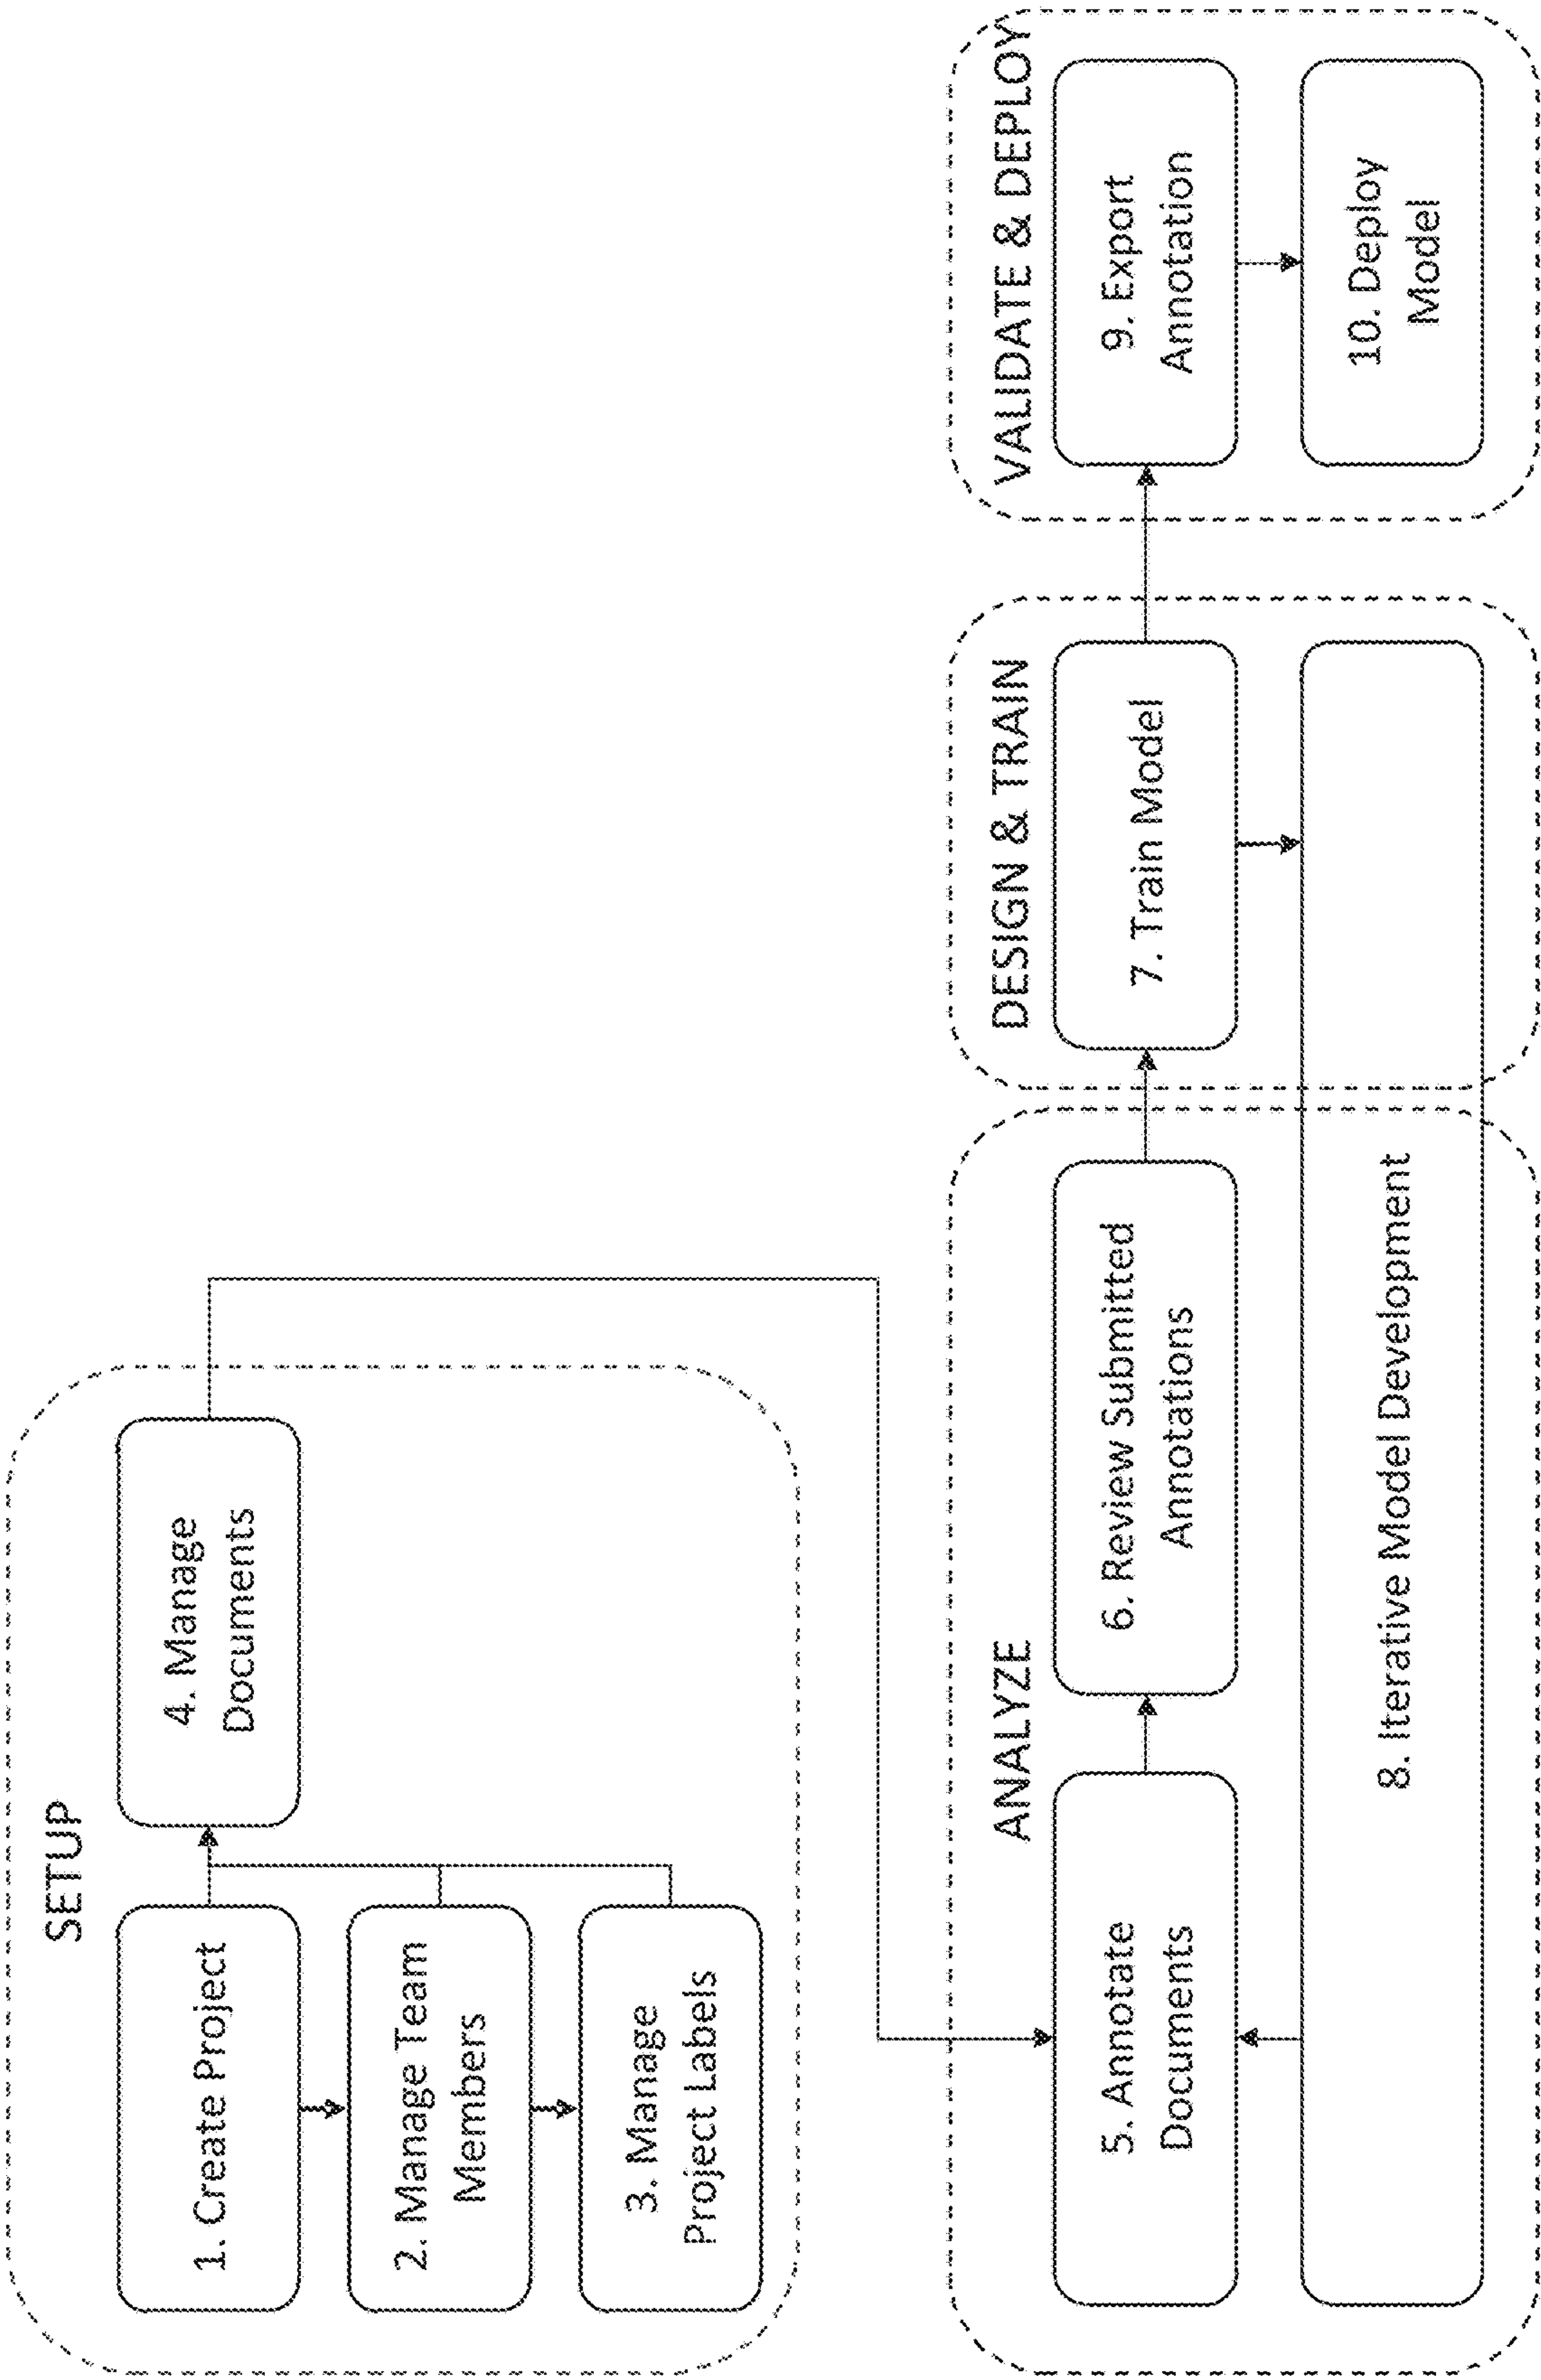 SETUP
1. Create Project
2. Manage Team
Members
3. Manage
Project Labels
4. Manage
Documents
ANALYZE
5. Annotate
Documents
6. Review Submitted
Annotations
DESIGN & TRAIN
7. Train Model
8. Iterative Model Development
VALIDATE & DEPLOY
9. Export
Annotation
10. Deploy
Model